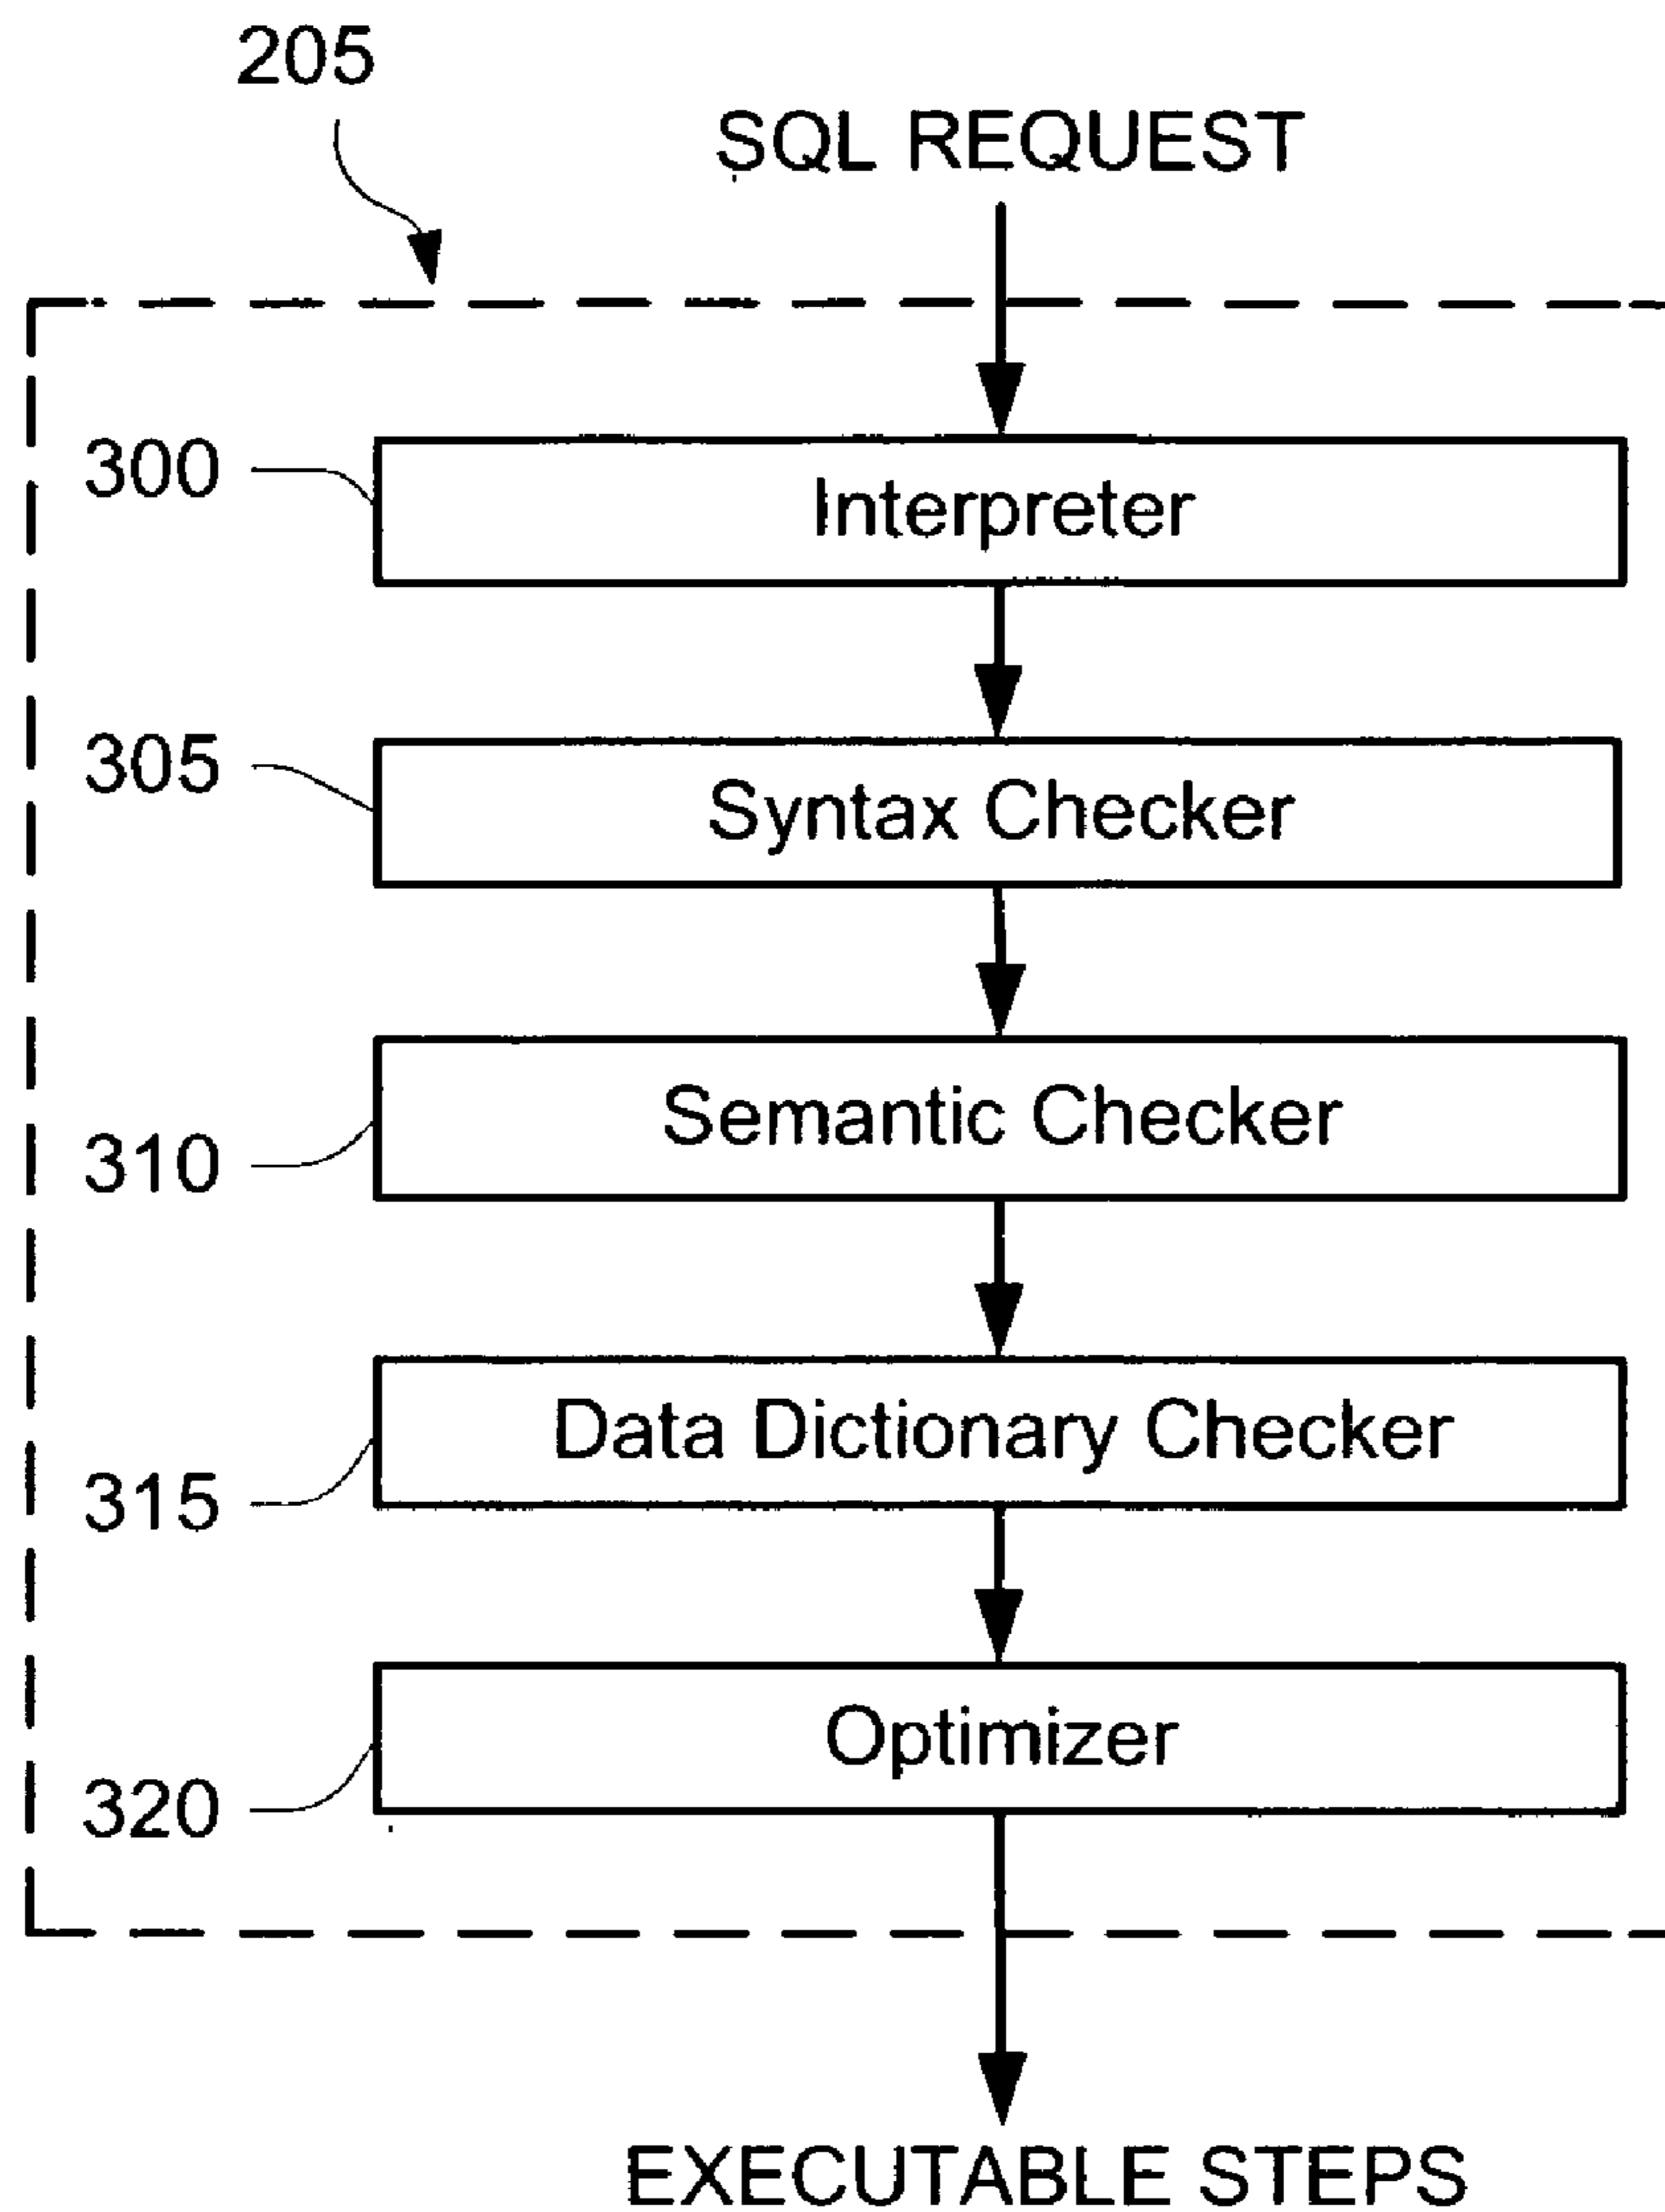 205
SQL REQUEST
300
Interpreter
305
Syntax Checker
310
Semantic Checker
315
Data Dictionary Checker
320
Optimizer
EXECUTABLE STEPS